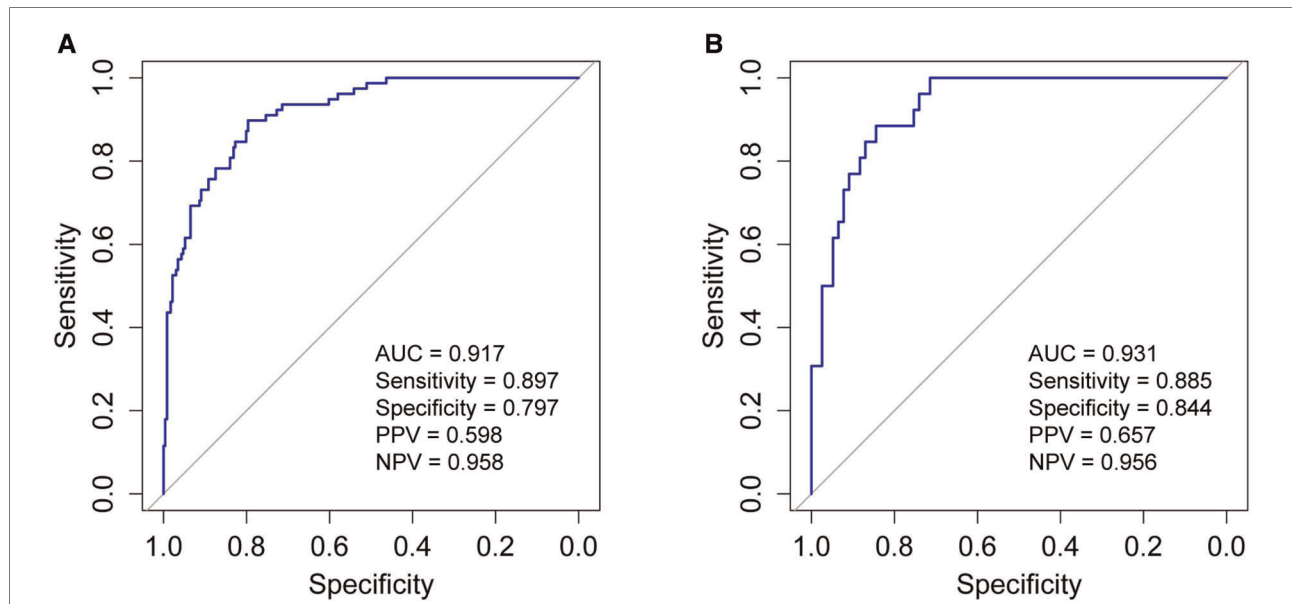 A
1.0
0.8
0.6
0.4
0.2
0.0
Sensitivity
AUC = 0.917
Sensitivity = 0.897
Specificity = 0.797
PPV = 0.598
NPV = 0.958
1.0 0.8 0.6 0.4 0.2 0.0
Specificity
B
1.0
0.8
0.6
0.4
0.2
0.0
Sensitivity
AUC = 0.931
Sensitivity = 0.885
Specificity = 0.844
PPV = 0.657
NPV = 0.956
1.0 0.8 0.6 0.4 0.2 0.0
Specificity